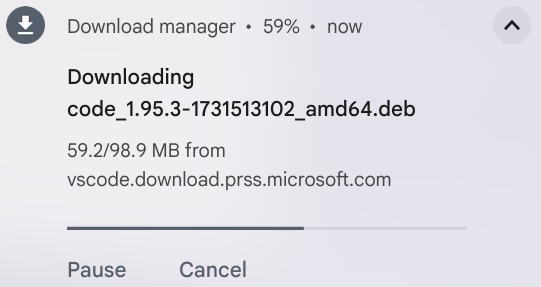 Download manager • 59% • now
Downloading
code_1.95.3-1731513102_amd64.deb
59.2/98.9 MB from
vscode.download.prss.microsoft.com
Pause Cancel